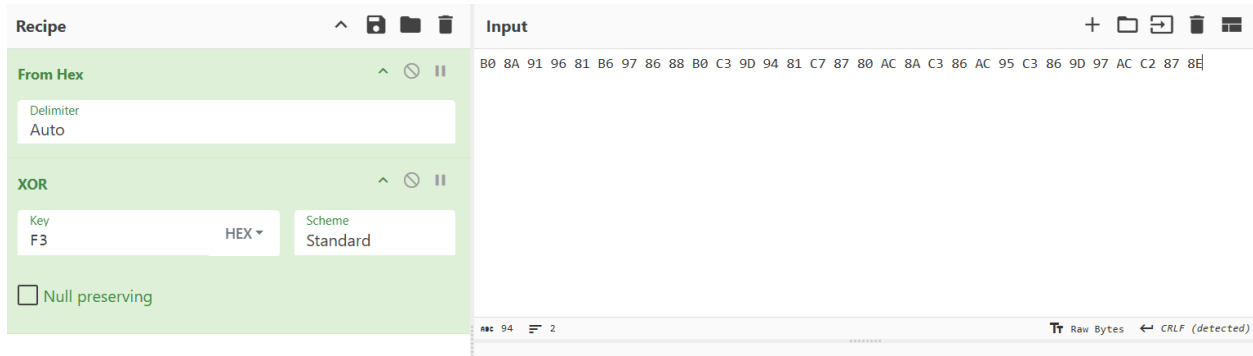 Recipe
From Hex
Delimiter
Auto
XOR
Key
F3
HEX
Scheme
Standard
Null preserving
Input
B0 8A 91 96 81 B6 97 86 88 B0 C3 9D 94 81 C7 87 80 AC 8A C3 86 AC 95 C3 86 9D 97 AC C2 87 8E
ABC 94 2
Tт Raw Bytes CRLF (detected)